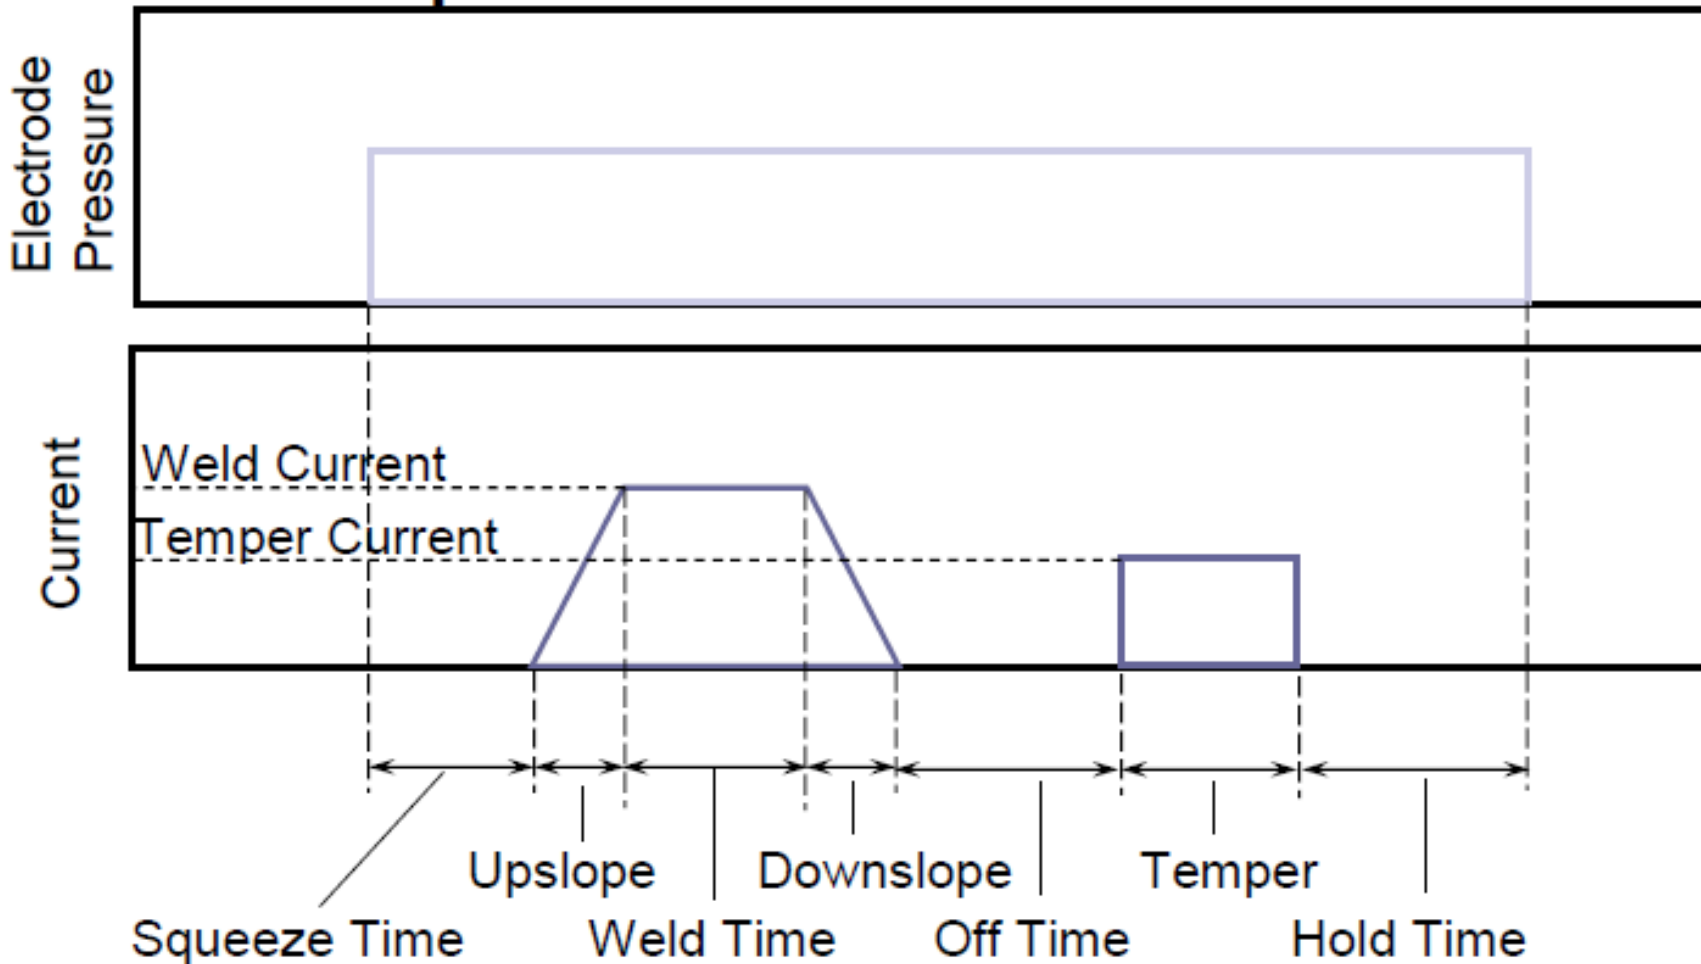 Electrode
Pressure
Current
Weld Current
Temper Current
Upslope
Downslope
Temper
Squeeze Time
Weld Time
Off Time
Hold Time